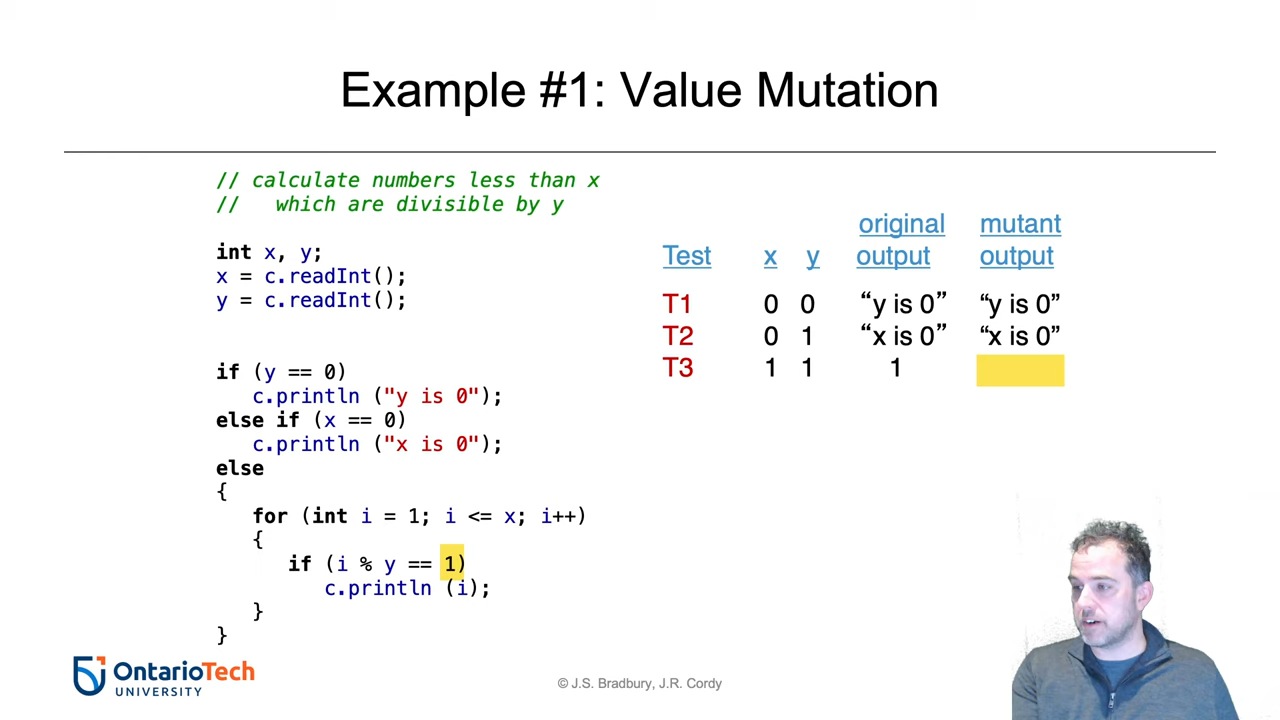 Example #1: Value Mutation
// calculate numbers less than x
//   which are divisible by y
int x, y;
x = c.readInt();
y = c.readInt();
if (y == 0)
c.println ("y is 0");
else if (x == 0)
c.println ("x is 0");
else
{
for (int i = 1; i <= x; i++)
{
if (i % y == 1)
c.println (i);
}
}
original mutant
Test x y output output
T1 0 0 “y is 0” “y is 0”
T2 0 1 “x is 0” “x is 0”
T3 1 1 1
OntarioTech
UNIVERSITY
© J.S. Bradbury, J.R. Cordy